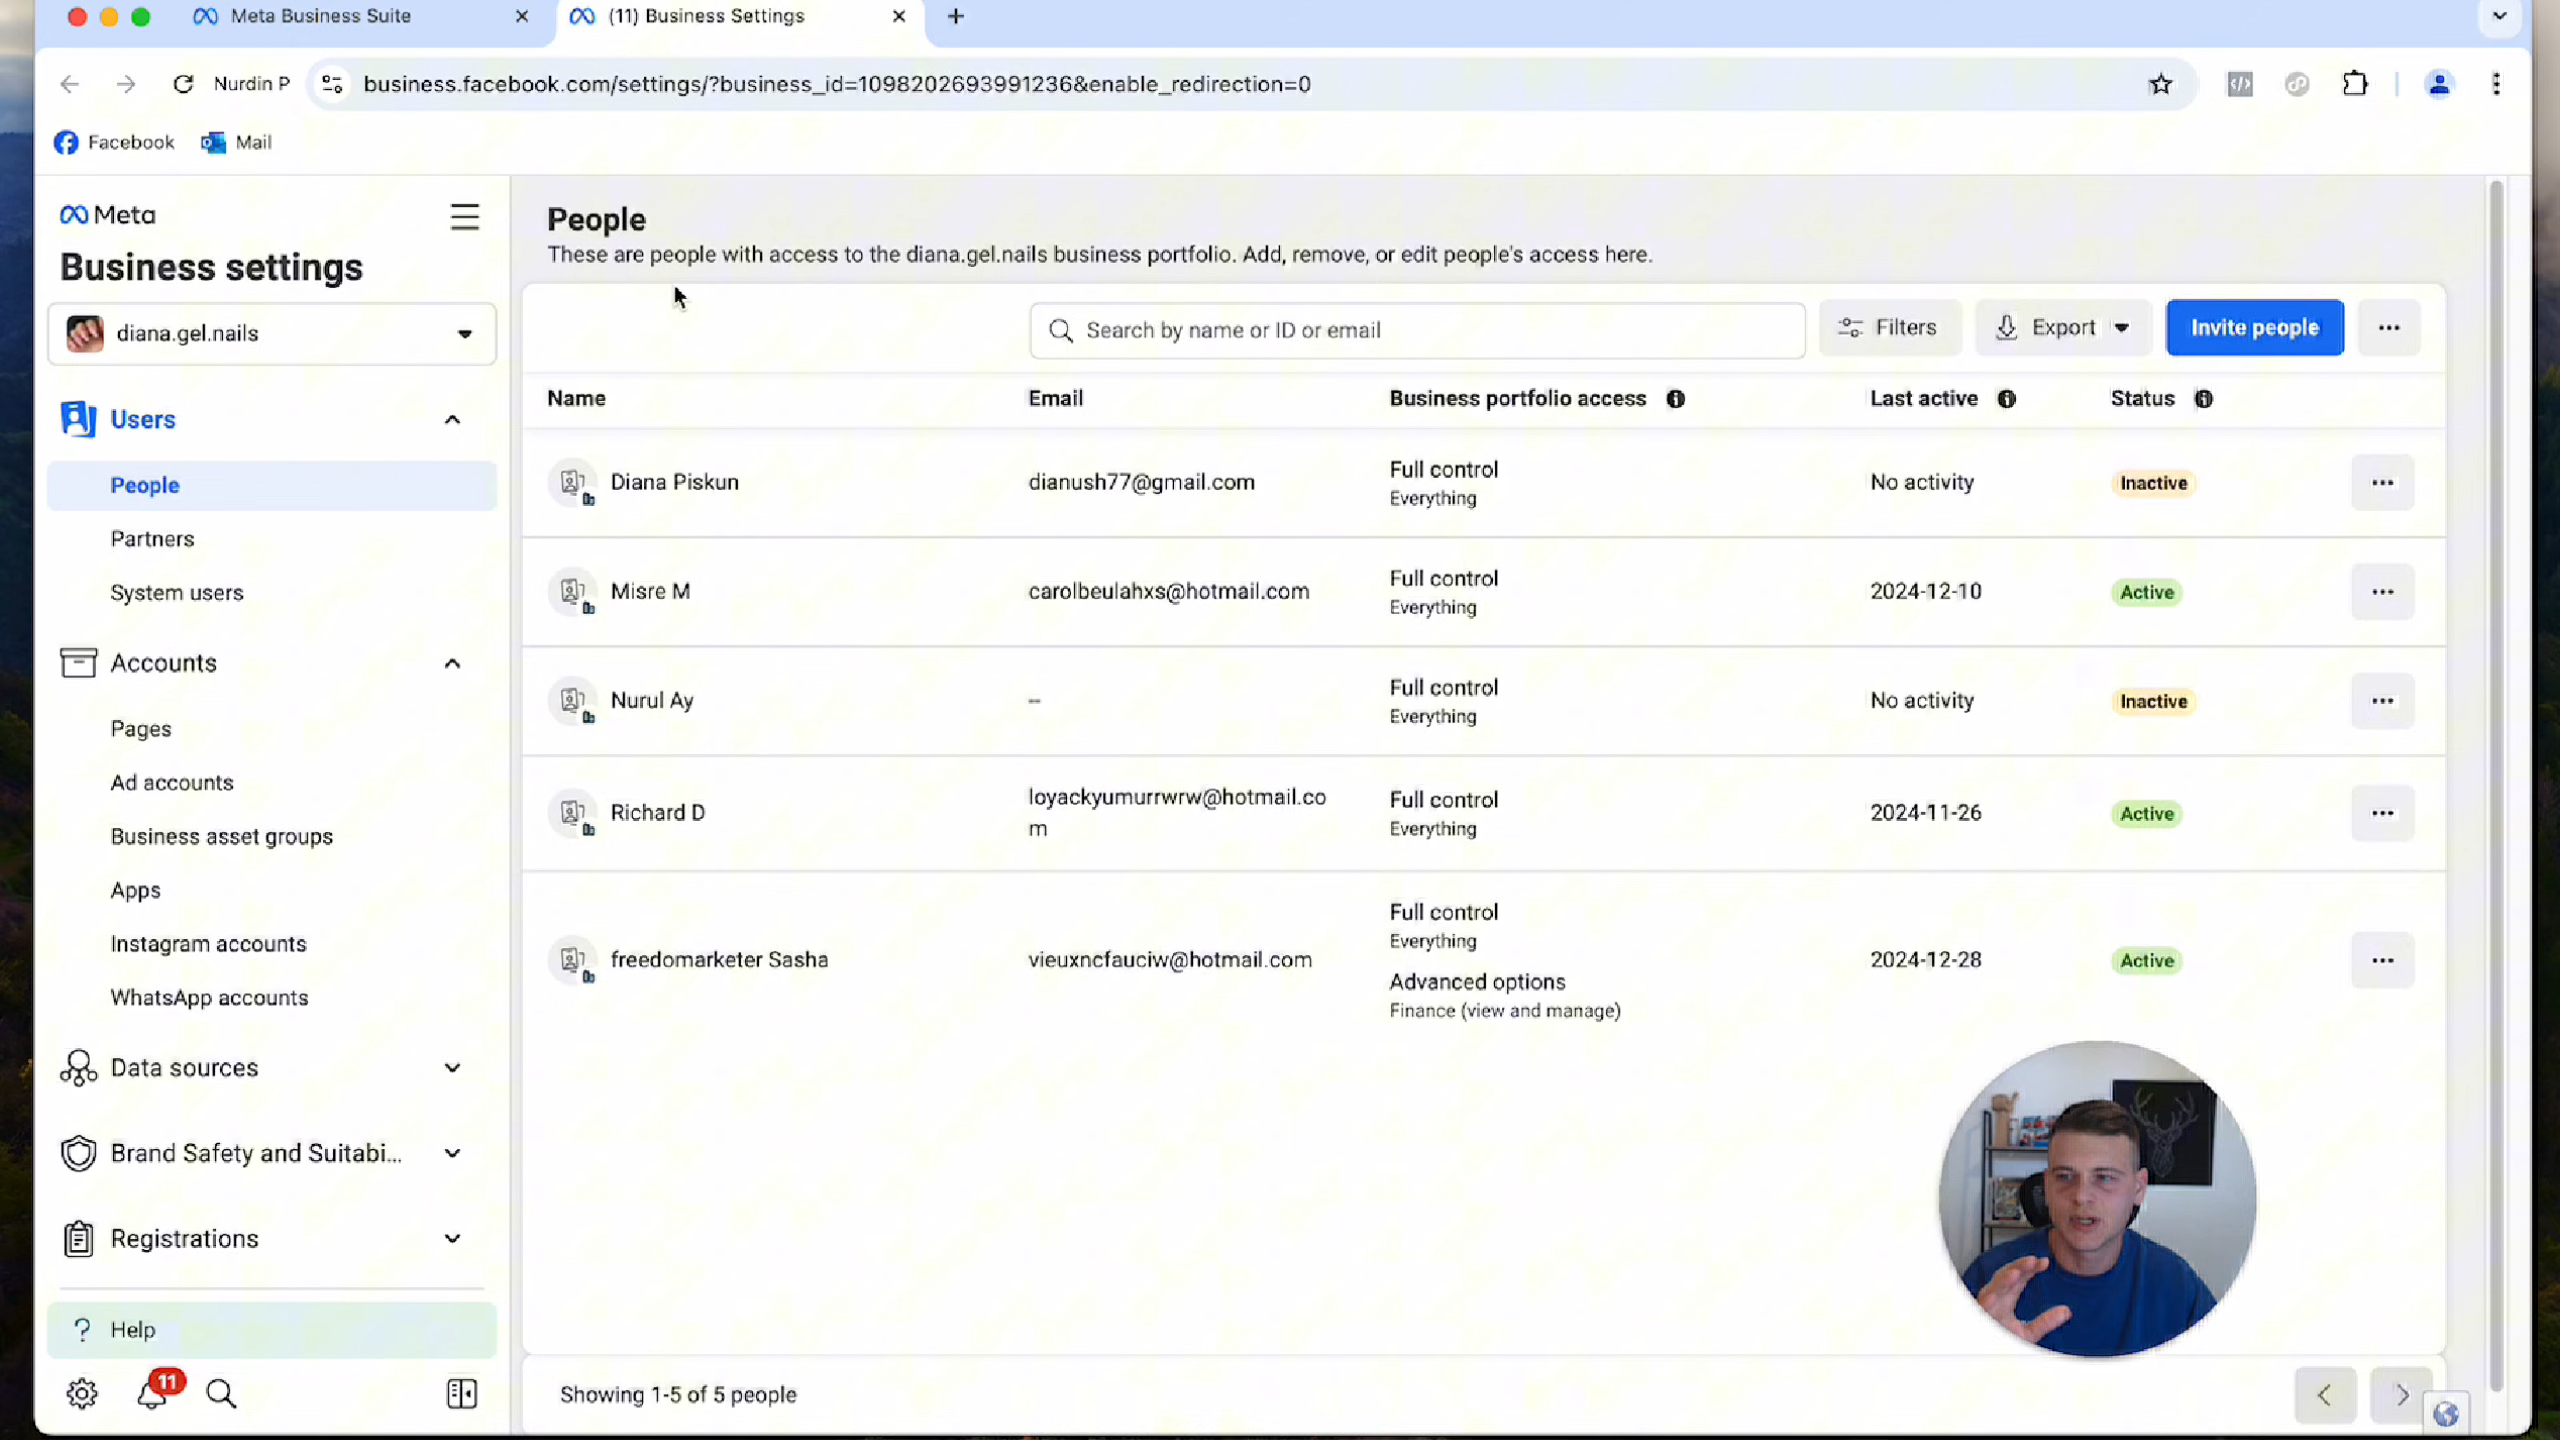 Meta Business Suite
(11) Business Settings
Nurdin P
business.facebook.com/settings/?business_id=1098202693991236&enable_redirection=0
Facebook
Mail
Meta
Business settings
diana.gel.nails
Users
People
Partners
System users
Accounts
Pages
Ad accounts
Business asset groups
Apps
Instagram accounts
WhatsApp accounts
Data sources
Brand Safety and Suitabi...
Registrations
? Help
11
People
These are people with access to the diana.gel.nails business portfolio. Add, remove, or edit people's access here.
Search by name or ID or email
Filters
Export
Invite people
Name Email Business portfolio access Last active Status
Diana Piskun dianush77@gmail.com Full control No activity Inactive
Everything
Misre M carolbeulahxs@hotmail.com Full control 2024-12-10 Active
Everything
Nurul Ay -- Full control No activity Inactive
Everything
Richard D loyackyumurrwrw@hotmail.co Full control 2024-11-26 Active
m Everything
freedomarketer Sasha vieuxncfauciw@hotmail.com Full control 2024-12-28 Active
Everything
Advanced options
Finance (view and manage)
Showing 1-5 of 5 people